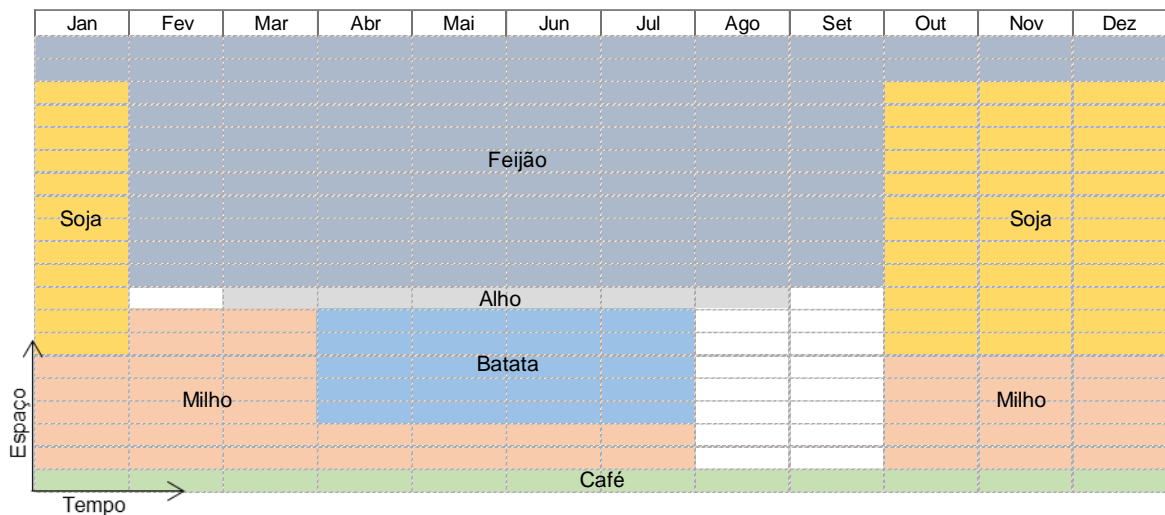 Jan Fev Mar Abr Mai Jun Jul Ago Set Out Nov Dez
Feijão
Soja
Soja
Alho
Batata
Milho
Milho
Café
Espaço
Tempo